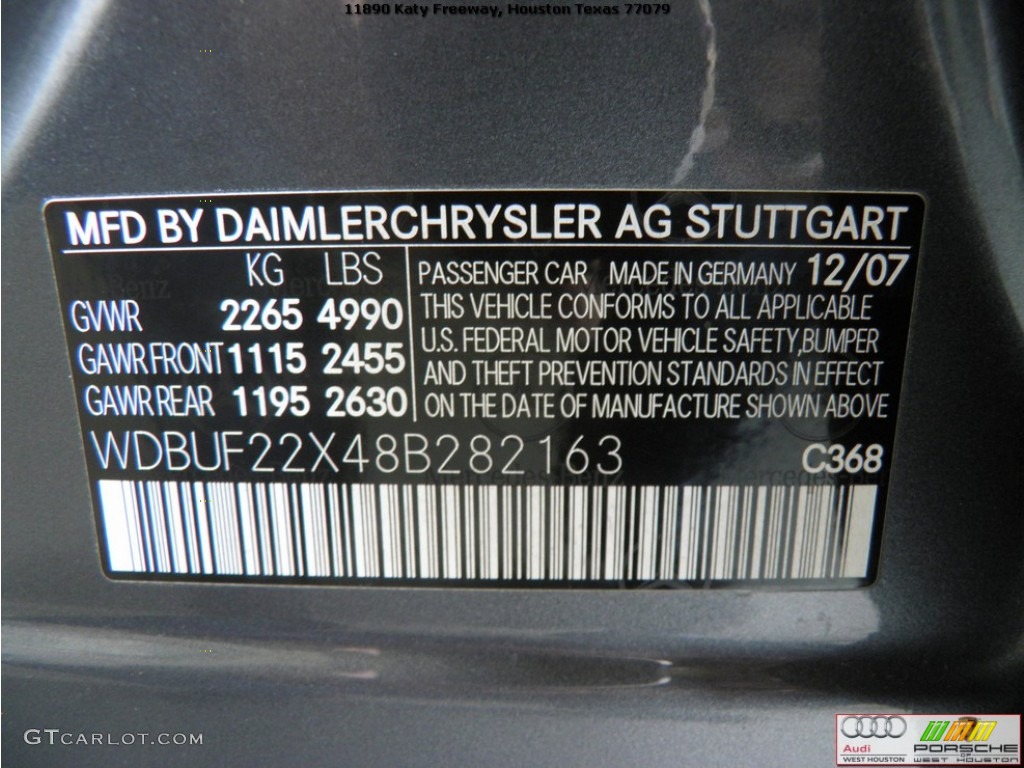 11890 Katy Freeway, Houston Texas 77079
MFD BY DAIMLERCHRYSLER AG STUTTGART
KG LBS
GVWR 2265 4990
GAWR FRONT 1115 2455
GAWR REAR 1195 2630
PASSENGER CAR MADE IN GERMANY 12/07
THIS VEHICLE CONFORMS TO ALL APPLICABLE
U.S. FEDERAL MOTOR VEHICLE SAFETY, BUMPER
AND THEFT PREVENTION STANDARDS IN EFFECT
ON THE DATE OF MANUFACTURE SHOWN ABOVE
WDBUF22X48B282163 C368
Mercedes-Benz
GTCARLOT.COM
Audi
WEST HOUSTON
PORSCHE
OF
WEST HOUSTON